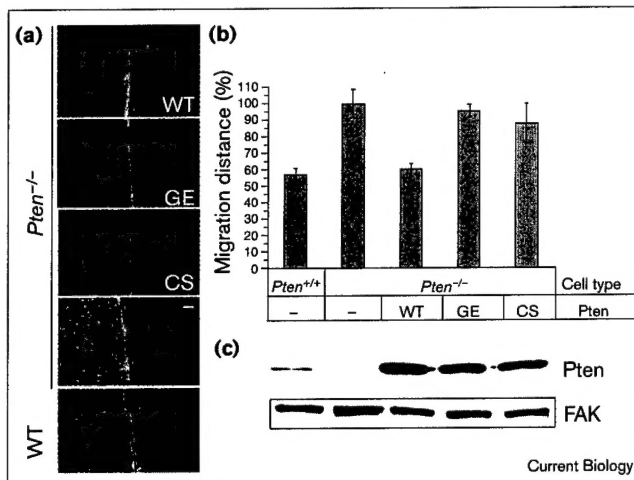 (a)
WT
GE
CS
–
WT
Pten−/−
(b)
Migration distance (%)
110
100
90
80
70
60
50
40
30
20
10
0
Pten+/+ Pten−/− Cell type
– – WT GE CS Pten
(c)
Pten
FAK
Current Biology